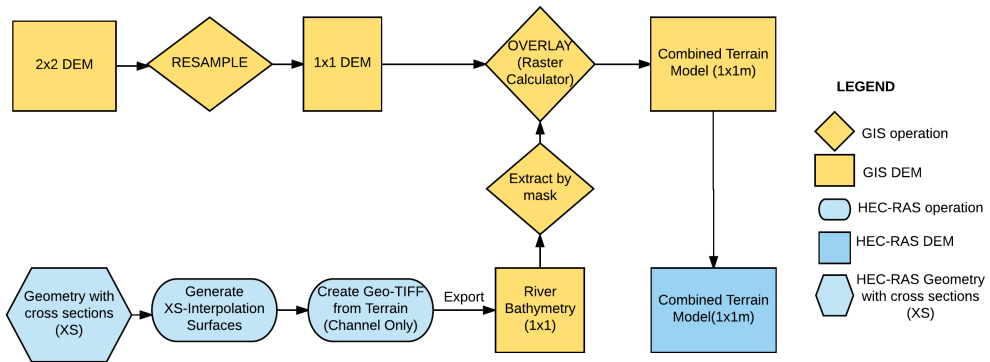 2x2 DEM
RESAMPLE
1x1 DEM
OVERLAY
(Raster
Calculator)
Combined Terrain
Model (1x1m)
Extract by
mask
Geometry with
cross sections
(XS)
Generate
XS-Interpolation
Surfaces
Create Geo-TIFF
from Terrain
(Channel Only)
Export
River
Bathymetry
(1x1)
Combined Terrain
Model(1x1m)
LEGEND
GIS operation
GIS DEM
HEC-RAS operation
HEC-RAS DEM
HEC-RAS Geometry
with cross sections
(XS)